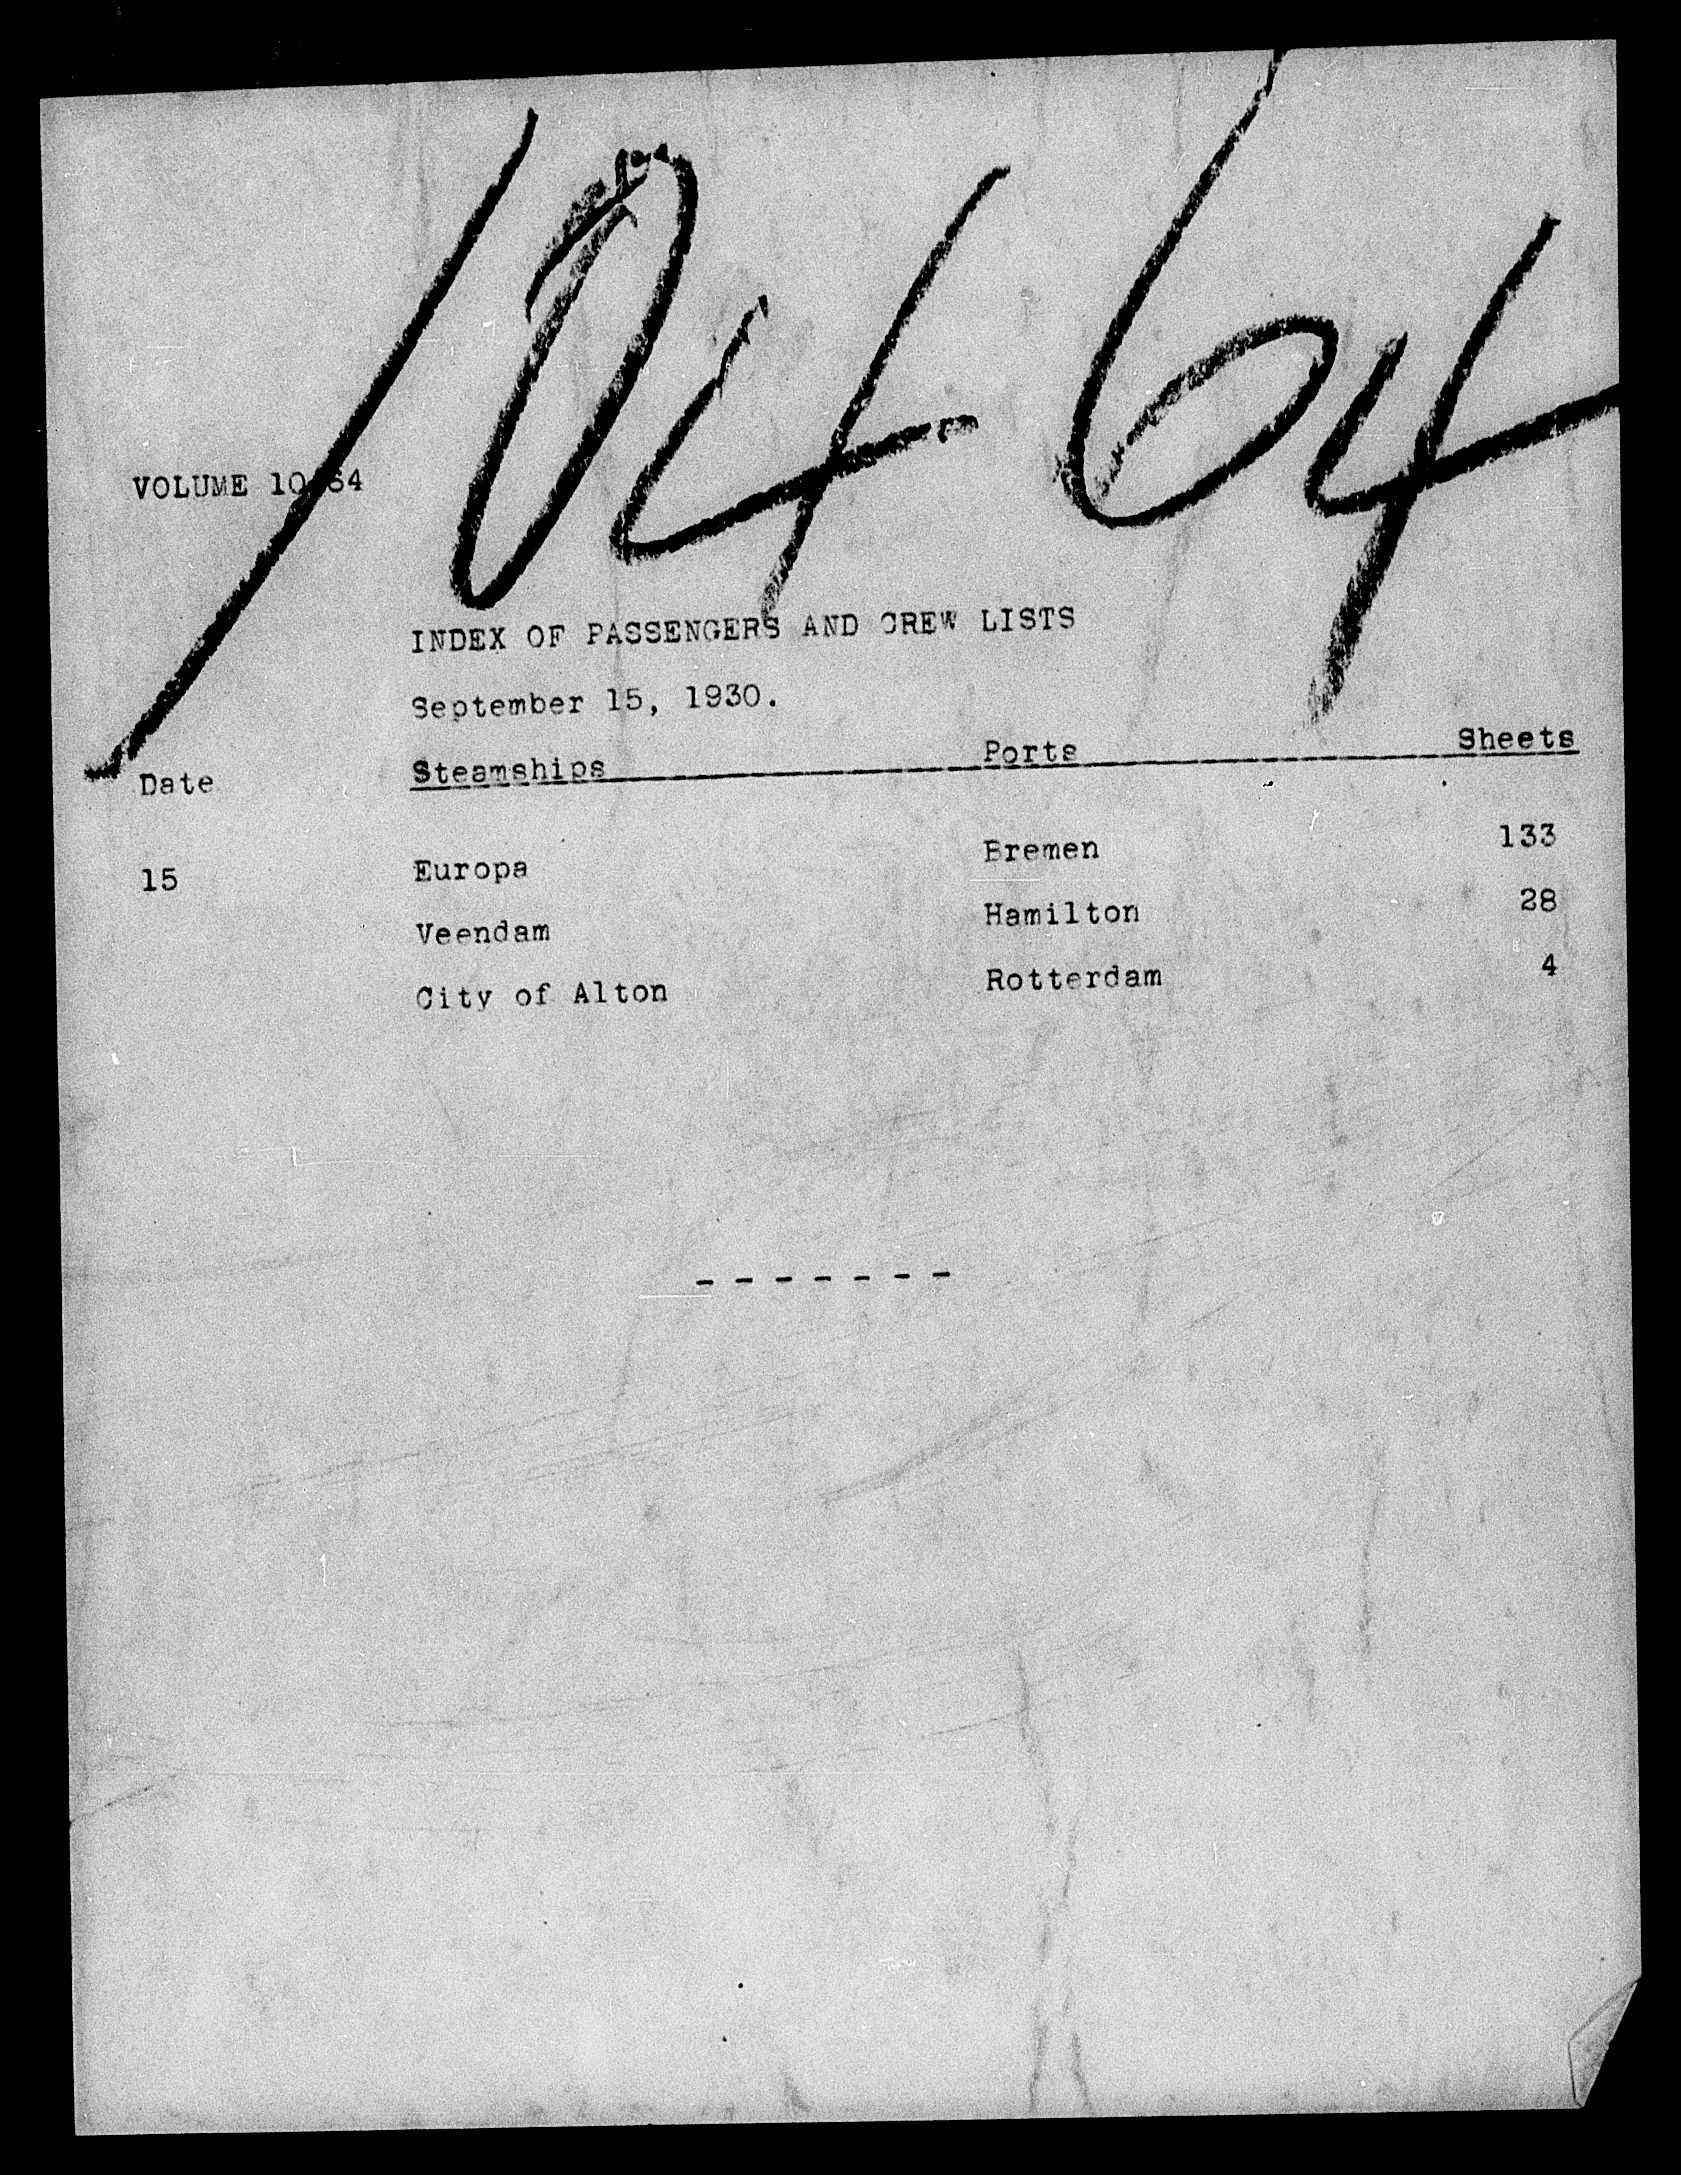 10464
VOLUME 10464
INDEX OF PASSENGERS AND CREW LISTS
September 15, 1930.
Date Steamships Ports Sheets
15 Europa Bremen 133
Veendam Hamilton 28
City of Alton Rotterdam 4
- - - - - - -